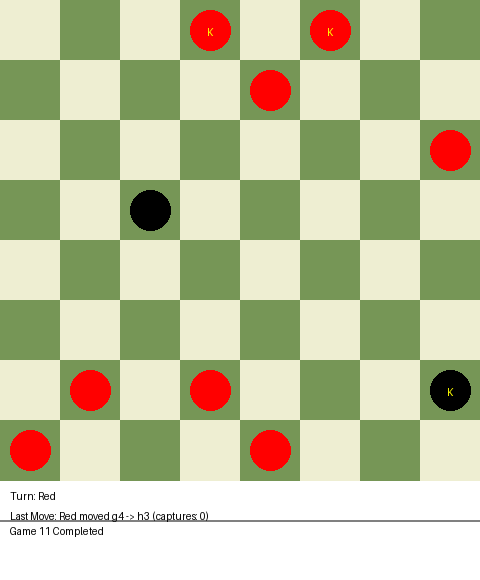 K
K
K
Turn: Red
Last Move: Red moved g4 -> h3 (captures: 0)
Game 11 Completed